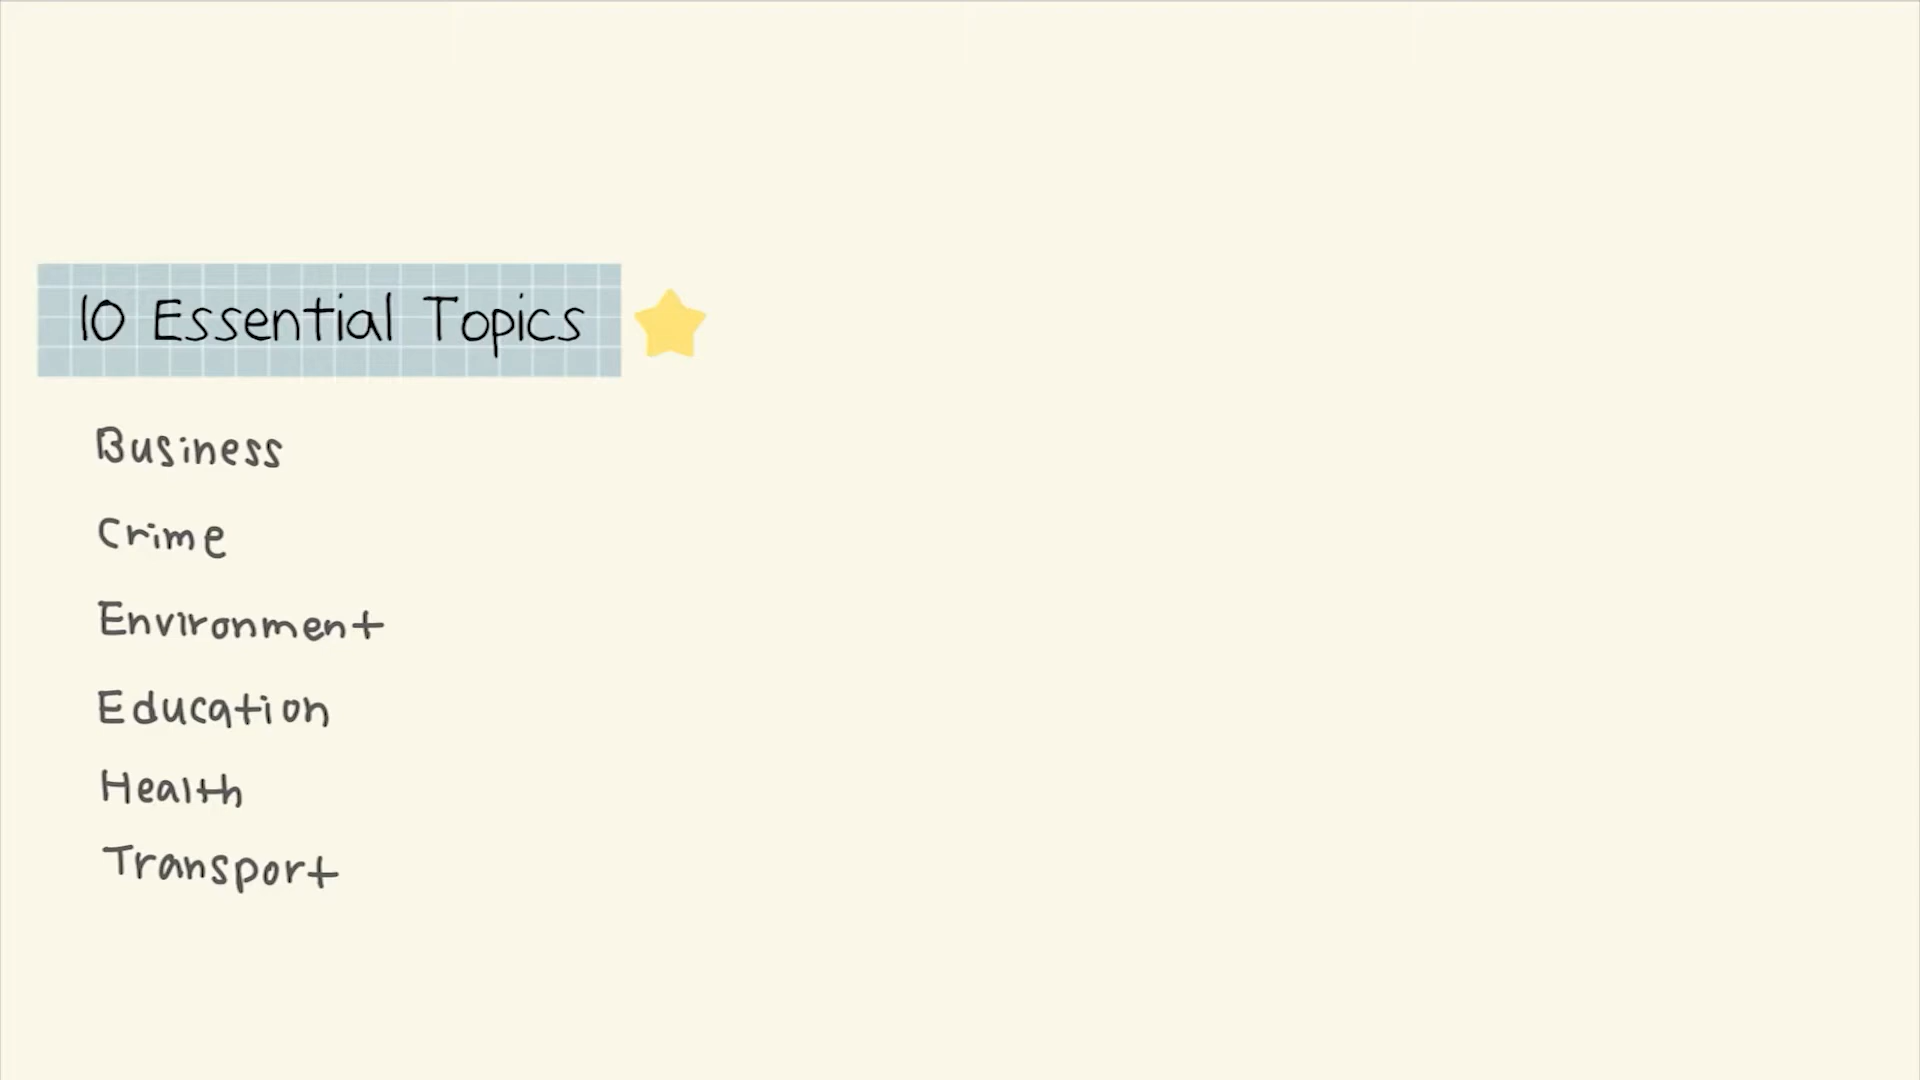 10 Essential Topics
Business
Crime
Environment
Education
Health
Transport